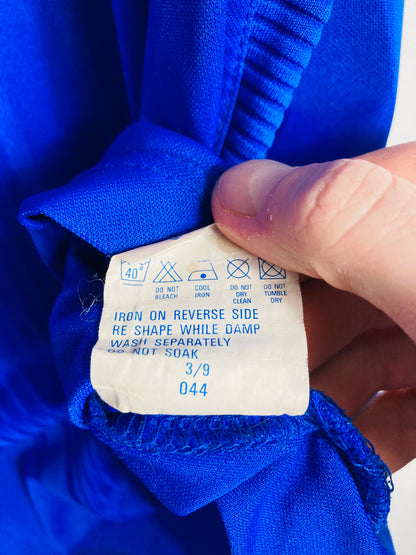 40°
DO NOT BLEACH
COOL IRON
DO NOT DRY CLEAN
DO NOT TUMBLE DRY
IRON ON REVERSE SIDE
RE SHAPE WHILE DAMP
WASH SEPARATELY
DO NOT SOAK
3/9
044